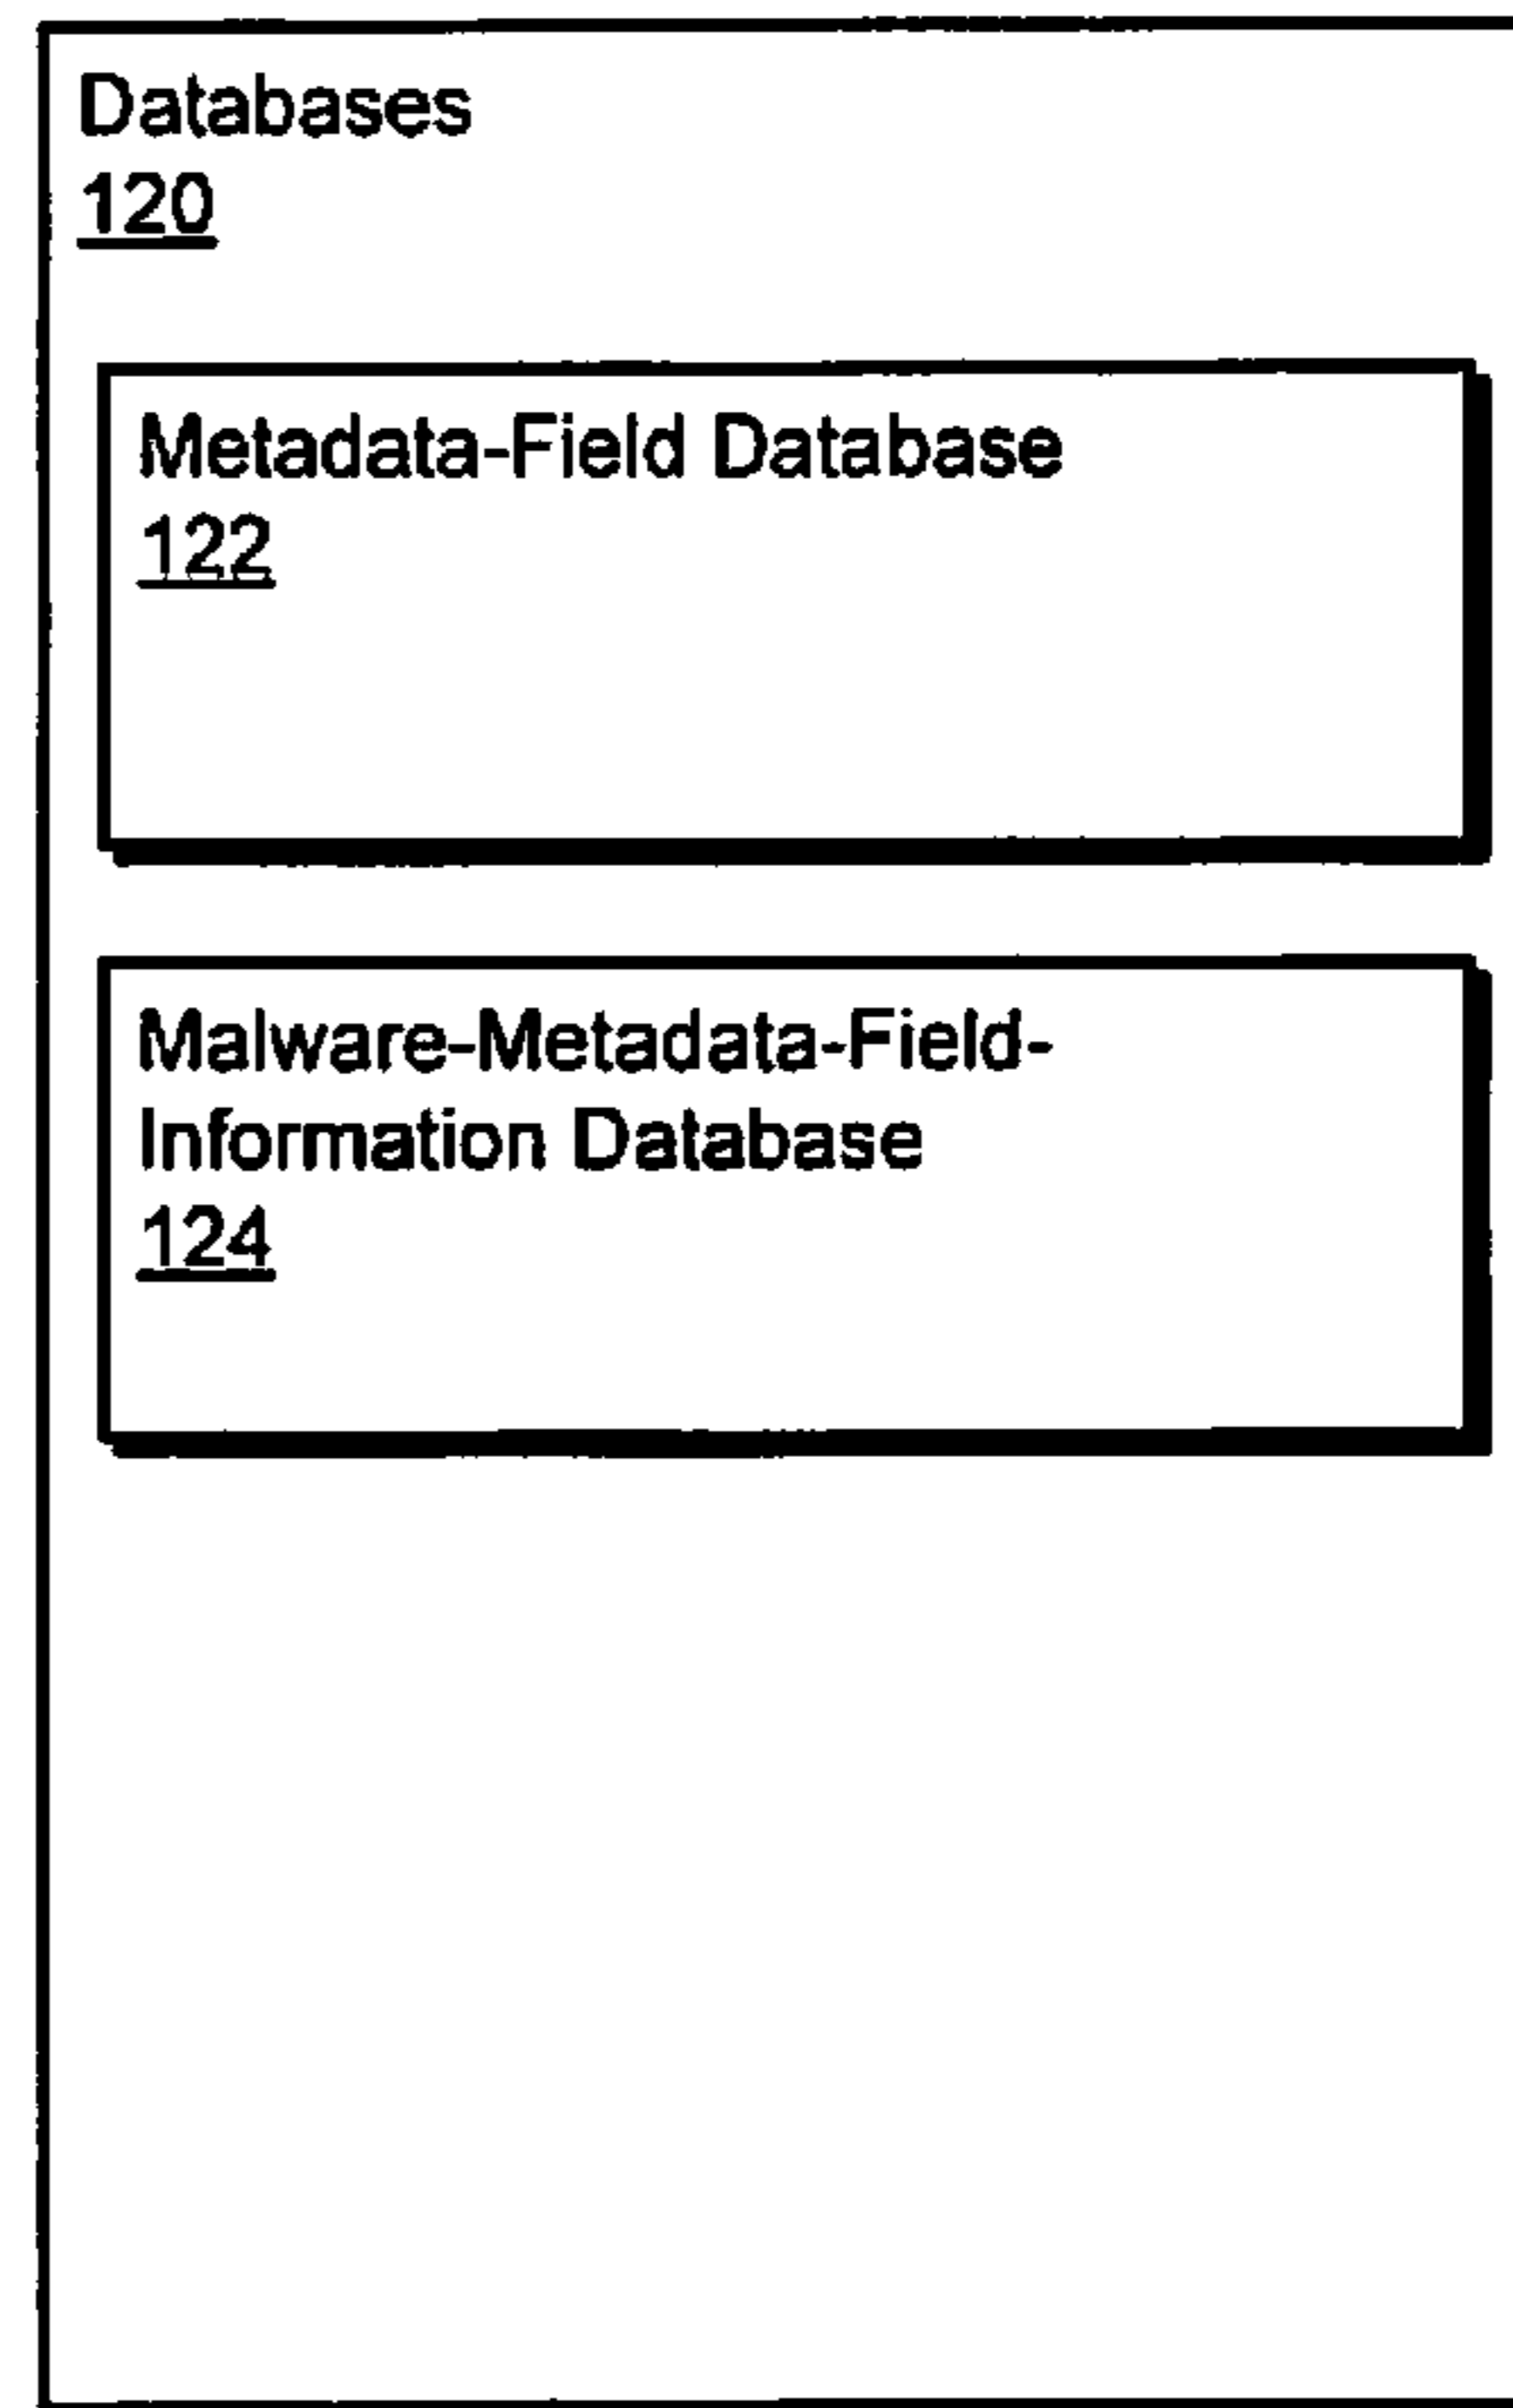 Databases
120
Metadata-Field Database
122
Malware-Metadata-Field-
Information Database
124